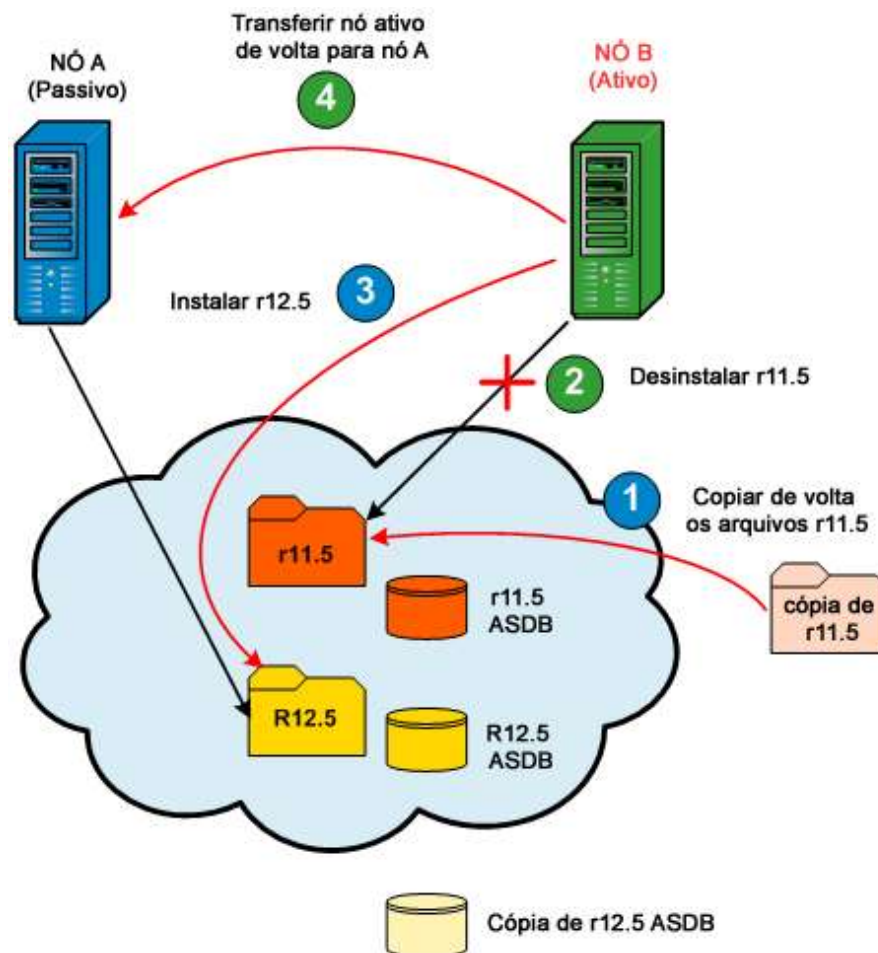 Transferir nó ativo
de volta para nó A
NÓ A
(Passivo)
NÓ B
(Ativo)
4
3
Instalar r12.5
2
Desinstalar r11.5
1
Copiar de volta
os arquivos r11.5
r11.5
r11.5
ASDB
cópia de
r11.5
R12.5
R12.5
ASDB
Cópia de r12.5 ASDB